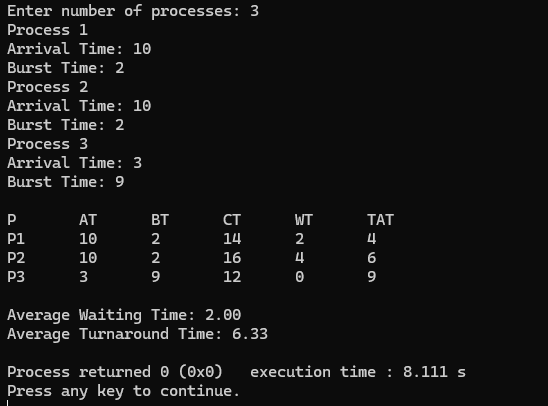 Enter number of processes: 3
Process 1
Arrival Time: 10
Burst Time: 2
Process 2
Arrival Time: 10
Burst Time: 2
Process 3
Arrival Time: 3
Burst Time: 9

P       AT      BT      CT      WT      TAT
P1      10      2       14      2       4
P2      10      2       16      4       6
P3      3       9       12      0       9

Average Waiting Time: 2.00
Average Turnaround Time: 6.33

Process returned 0 (0x0)   execution time : 8.111 s
Press any key to continue.